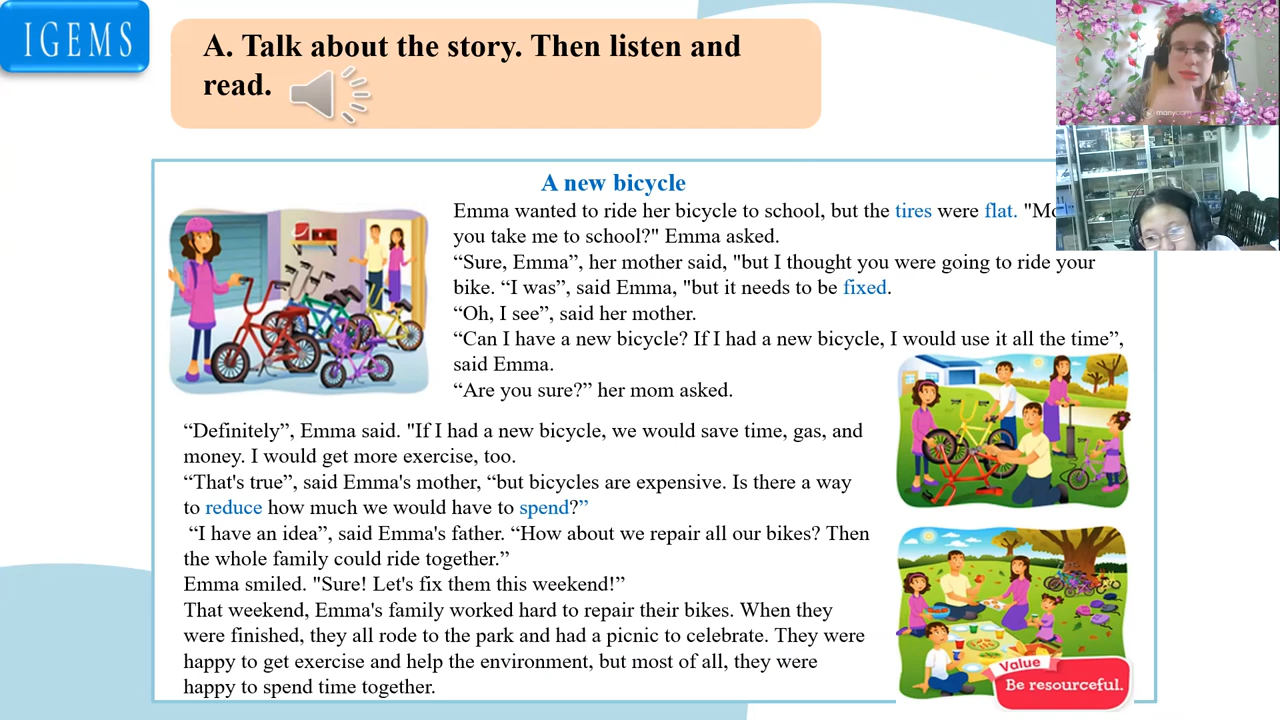 IGEMS
A. Talk about the story. Then listen and
read.
manycam
A new bicycle
Emma wanted to ride her bicycle to school, but the tires were flat.
you take me to school?" Emma asked.
“Sure, Emma”, her mother said, "but I thought you were going to ride your
bike. “I was”, said Emma, "but it needs to be fixed.
“Oh, I see”, said her mother.
“Can I have a new bicycle? If I had a new bicycle, I would use it all the time”,
said Emma.
“Are you sure?” her mom asked.
“Definitely”, Emma said. "If I had a new bicycle, we would save time, gas, and
money. I would get more exercise, too.
“That's true”, said Emma's mother, “but bicycles are expensive. Is there a way
to reduce how much we would have to spend?”
“I have an idea”, said Emma's father. “How about we repair all our bikes? Then
the whole family could ride together.”
Emma smiled. "Sure! Let's fix them this weekend!”
That weekend, Emma's family worked hard to repair their bikes. When they
were finished, they all rode to the park and had a picnic to celebrate. They were
happy to get exercise and help the environment, but most of all, they were
happy to spend time together.
Value
Be resourceful.